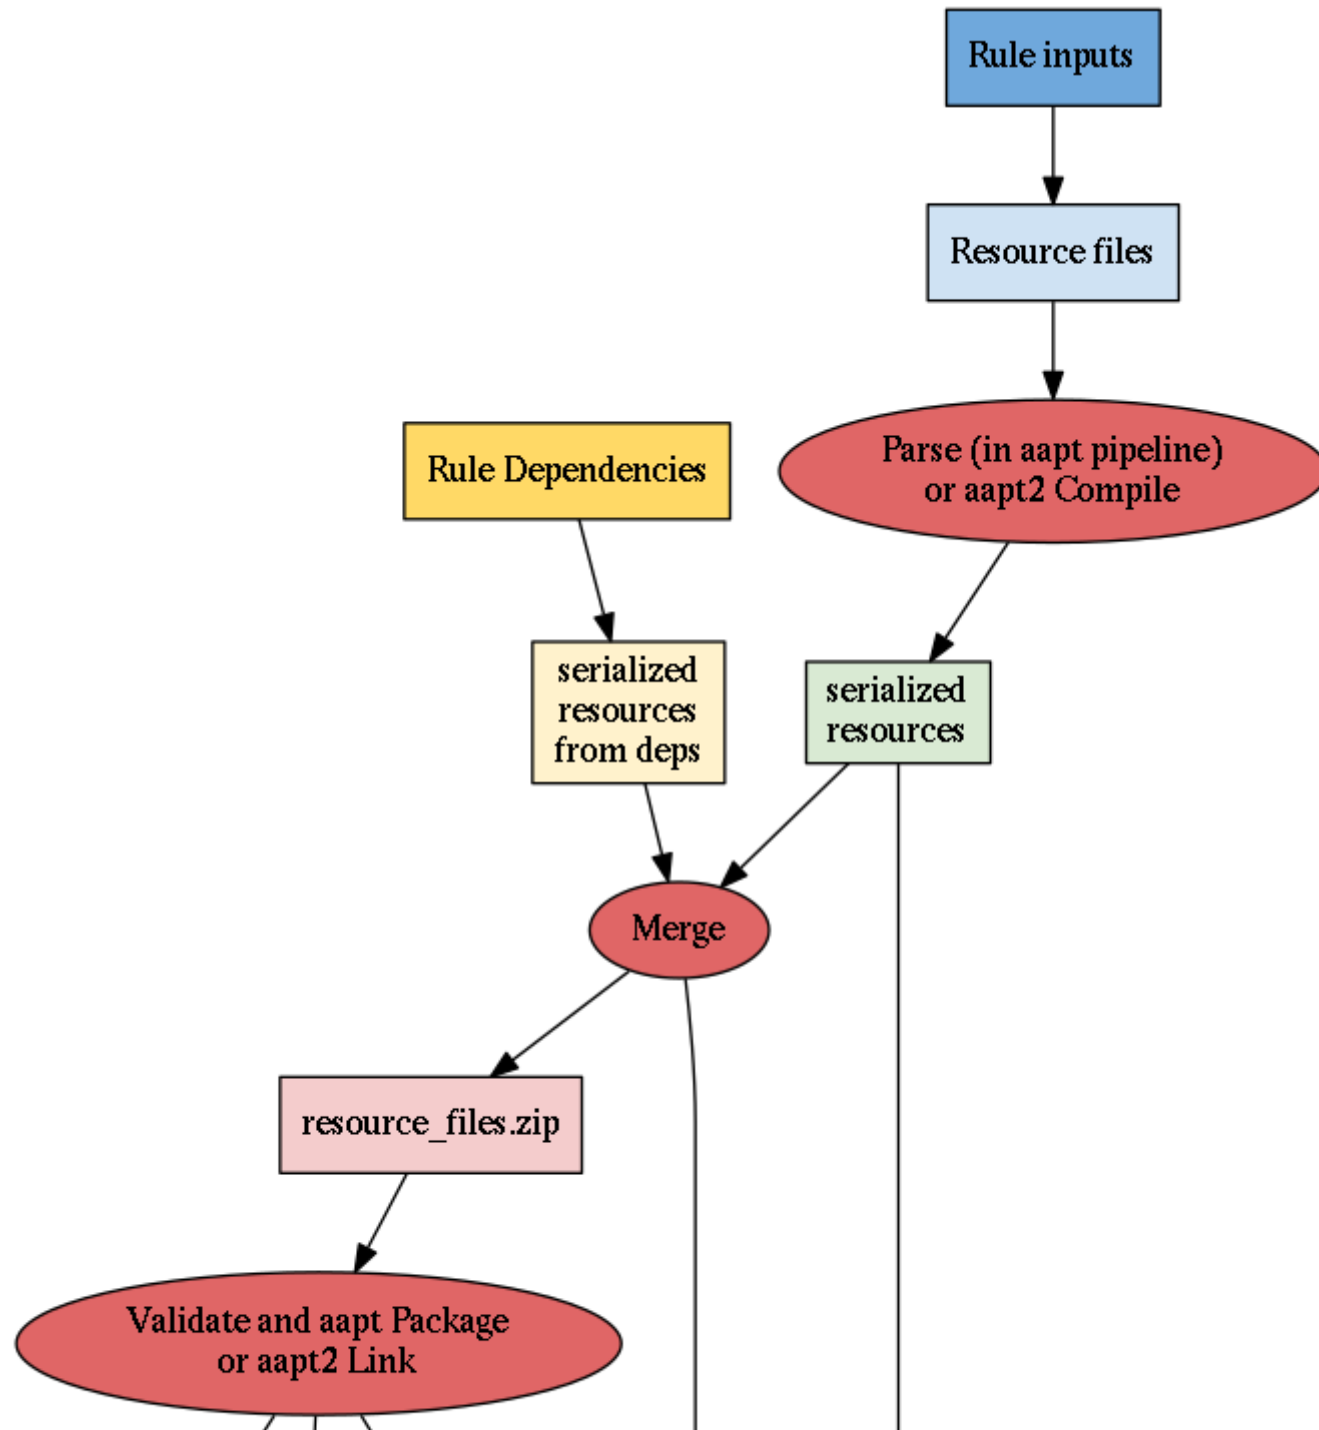 Rule inputs
Resource files
Parse (in aapt pipeline)
or aapt2 Compile
Rule Dependencies
serialized
resources
from deps
serialized
resources
Merge
resource_files.zip
Validate and aapt Package
or aapt2 Link